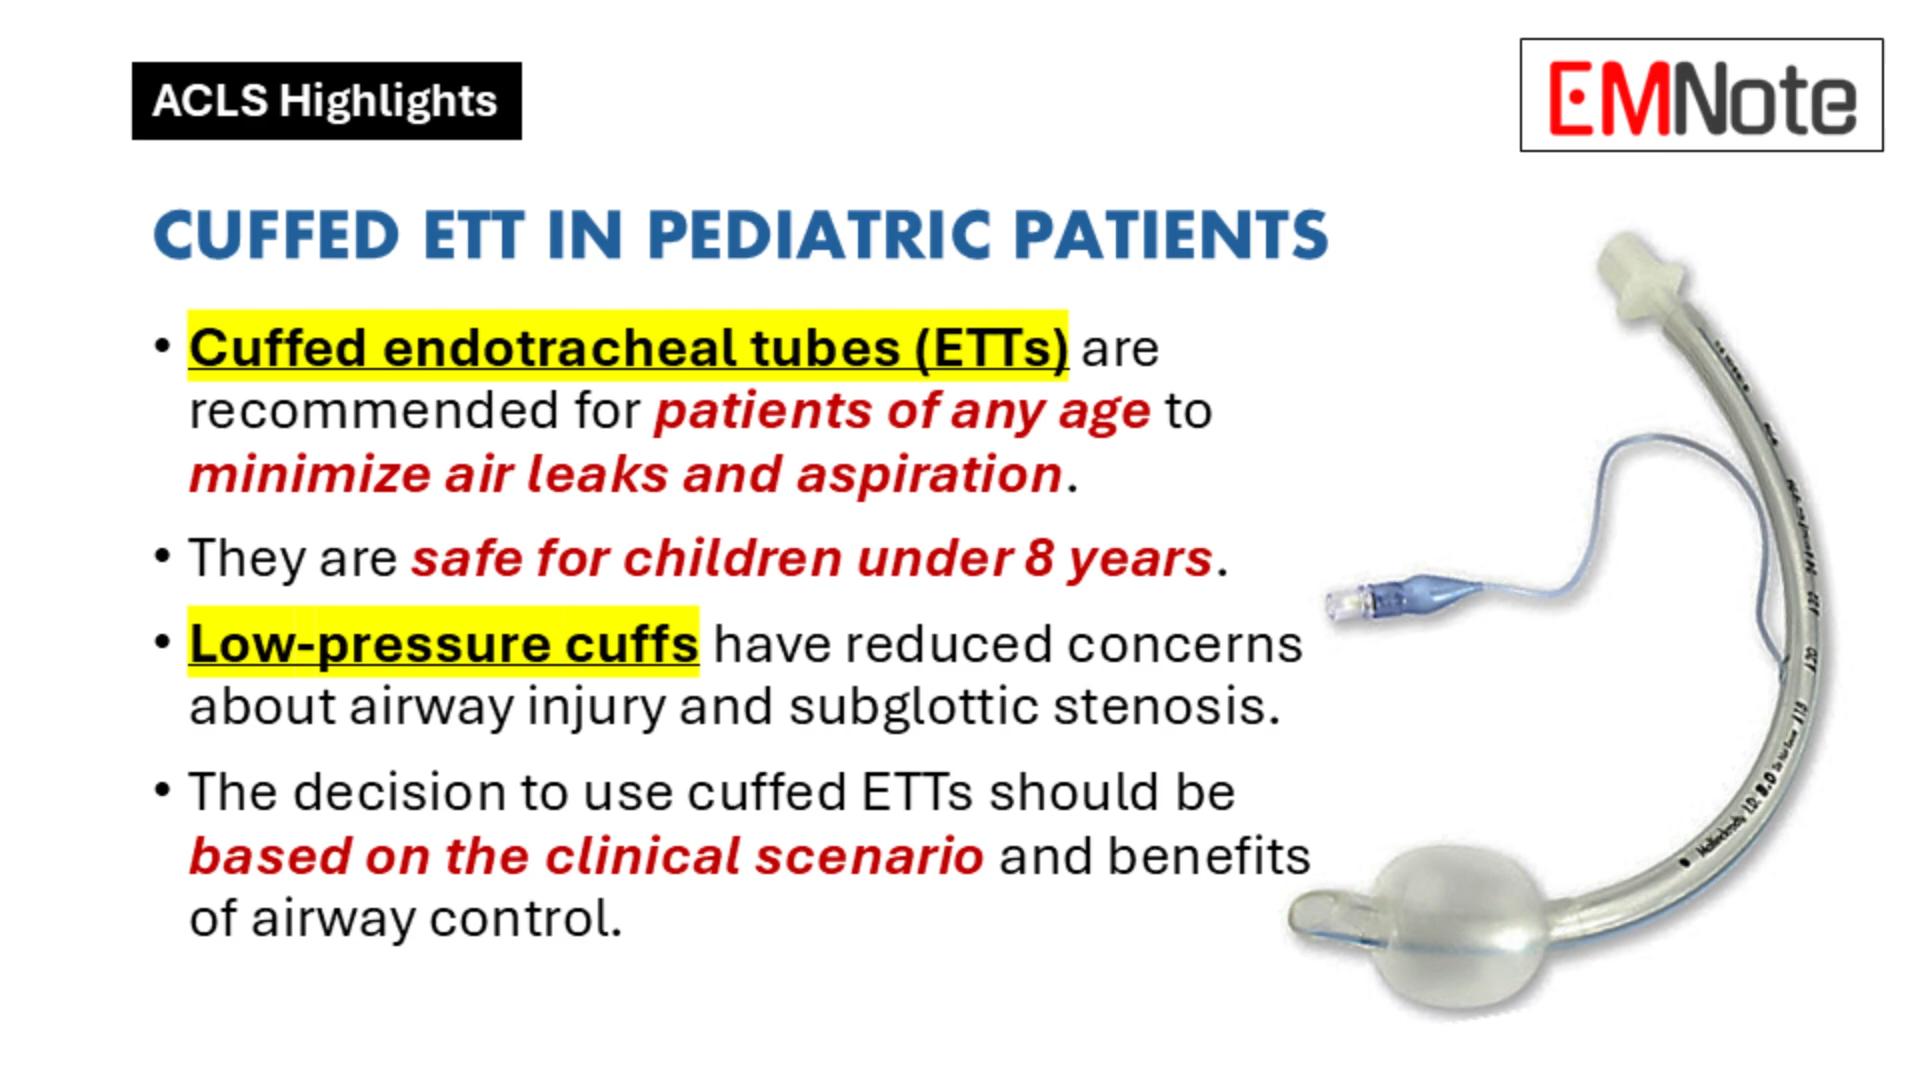 ACLS Highlights
EMNote
CUFFED ETT IN PEDIATRIC PATIENTS
• Cuffed endotracheal tubes (ETTs) are
recommended for patients of any age to
minimize air leaks and aspiration.
• They are safe for children under 8 years.
• Low-pressure cuffs have reduced concerns
about airway injury and subglottic stenosis.
• The decision to use cuffed ETTs should be
based on the clinical scenario and benefits
of airway control.